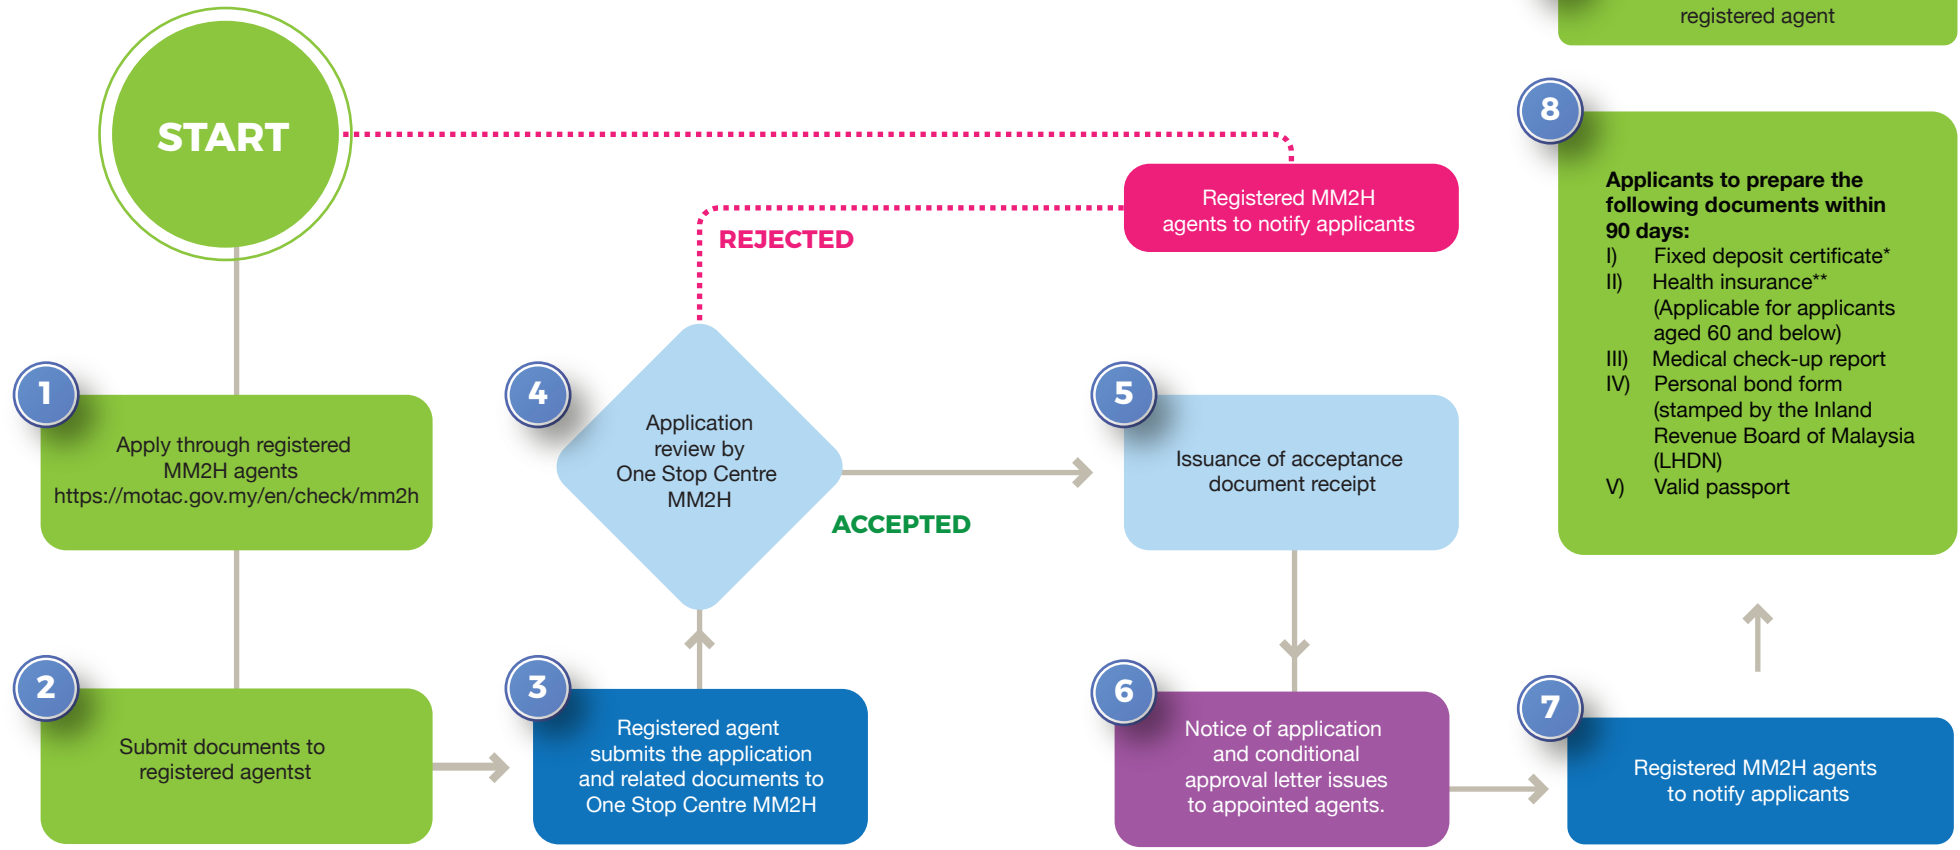 START
1
Apply through registered
MM2H agents
https://motac.gov.my/en/check/mm2h
2
Submit documents to
registered agentst
3
Registered agent
submits the application
and related documents to
One Stop Centre MM2H
4
Application
review by
One Stop Centre
MM2H
REJECTED
Registered MM2H
agents to notify applicants
ACCEPTED
5
Issuance of acceptance
document receipt
6
Notice of application
and conditional
approval letter issues
to appointed agents.
7
Registered MM2H agents
to notify applicants
8
Applicants to prepare the
following documents within
90 days:
I) Fixed deposit certificate*
II) Health insurance**
(Applicable for applicants
aged 60 and below)
III) Medical check-up report
IV) Personal bond form
(stamped by the Inland
Revenue Board of Malaysia
(LHDN)
V) Valid passport
registered agent